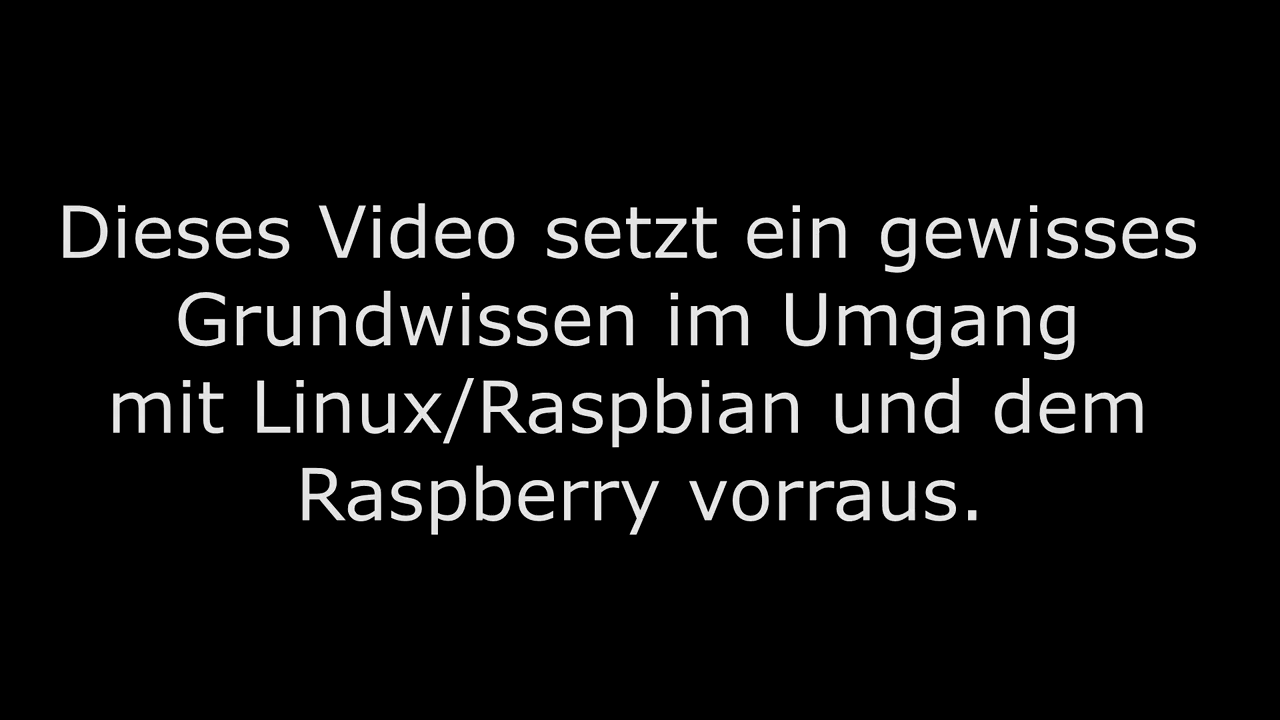 Dieses Video setzt ein gewisses
Grundwissen im Umgang
mit Linux/Raspbian und dem
Raspberry vorraus.